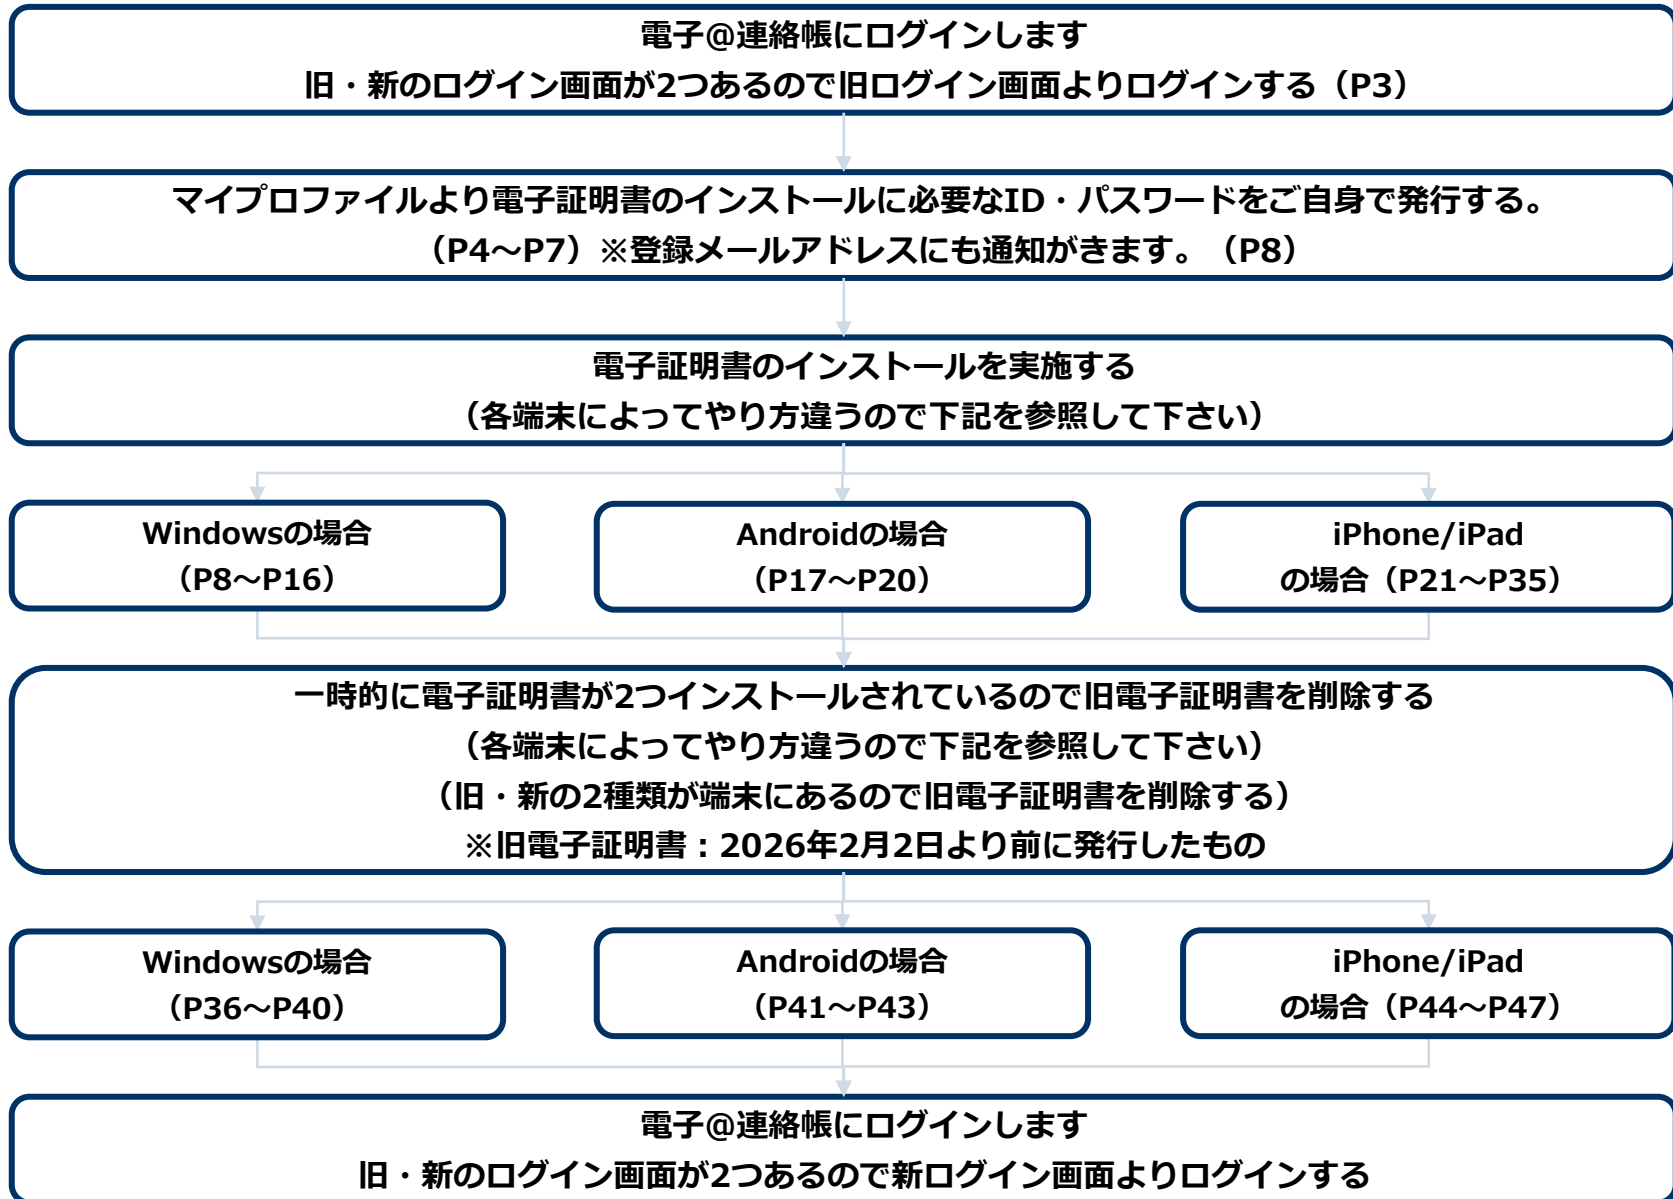 電子@連絡帳にログインします
旧・新のログイン画面が2つあるので旧ログイン画面よりログインする（P3）
マイプロファイルより電子証明書のインストールに必要なID・パスワードをご自身で発行する。
（P4～P7）※登録メールアドレスにも通知がきます。（P8）
電子証明書のインストールを実施する
（各端末によってやり方違うので下記を参照して下さい）
Windowsの場合
（P8～P16）
Androidの場合
（P17～P20）
iPhone/iPad
の場合（P21～P35）
一時的に電子証明書が2つインストールされているので旧電子証明書を削除する
（各端末によってやり方違うので下記を参照して下さい）
（旧・新の2種類が端末にあるので旧電子証明書を削除する）
※旧電子証明書：2026年2月2日より前に発行したもの
Windowsの場合
（P36～P40）
Androidの場合
（P41～P43）
iPhone/iPad
の場合（P44～P47）
電子@連絡帳にログインします
旧・新のログイン画面が2つあるので新ログイン画面よりログインする